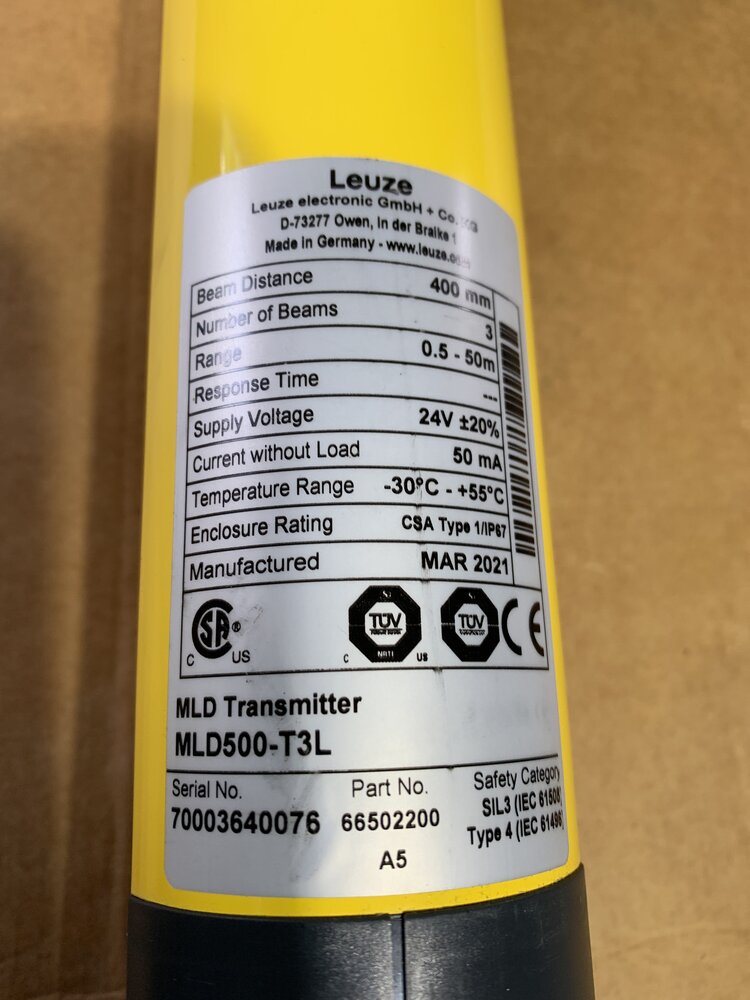 Leuze
Leuze electronic GmbH + Co. KG
D-73277 Owen, In der Braike 1
Made in Germany - www.leuze.com
Beam Distance 400 mm
Number of Beams 3
Range 0.5 - 50m
Response Time ---
Supply Voltage 24V ±20%
Current without Load 50 mA
Temperature Range -30°C - +55°C
Enclosure Rating CSA Type 1/IP67
Manufactured MAR 2021
C SA ® US
C TÜV NRTL US
TÜV
CE
MLD Transmitter
MLD500-T3L
Serial No. Part No. Safety Category
70003640076 66502200 SIL3 (IEC 61508)
Type 4 (IEC 61496)
A5